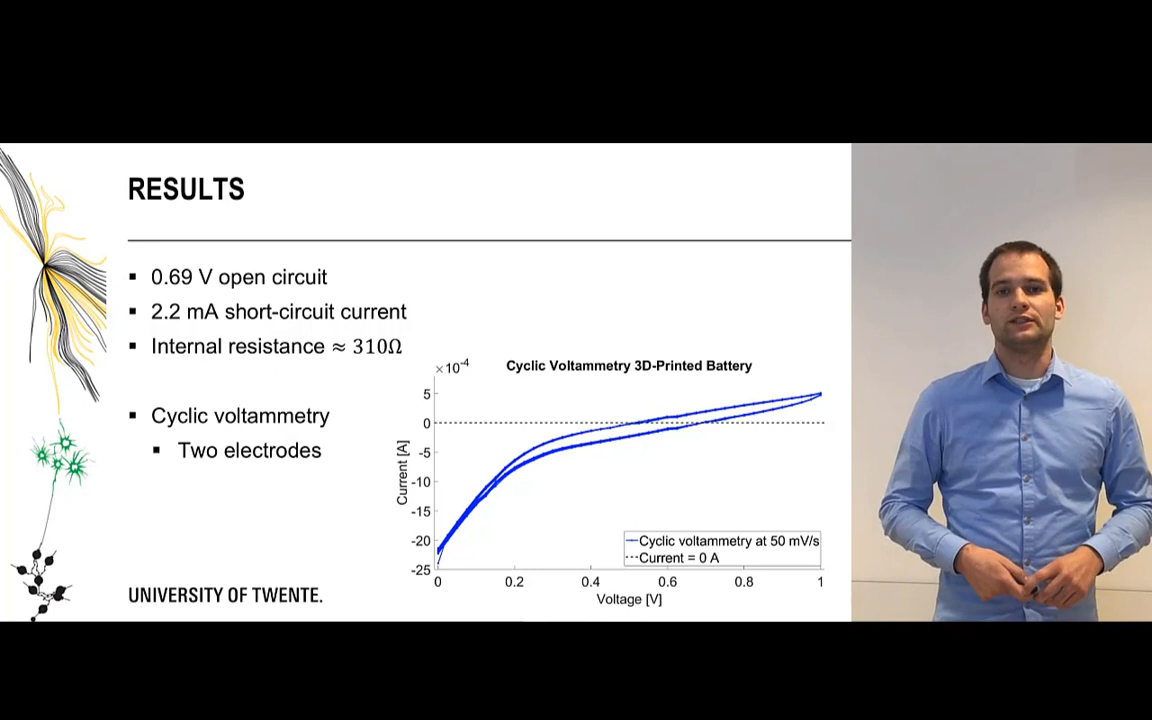 RESULTS
▪ 0.69 V open circuit
▪ 2.2 mA short-circuit current
▪ Internal resistance ≈ 310Ω
▪ Cyclic voltammetry
▪ Two electrodes
×10⁻⁴
Cyclic Voltammetry 3D-Printed Battery
5
0
-5
-10
-15
-20
-25
Current [A]
Cyclic voltammetry at 50 mV/s
Current = 0 A
0 0.2 0.4 0.6 0.8 1
Voltage [V]
UNIVERSITY OF TWENTE.